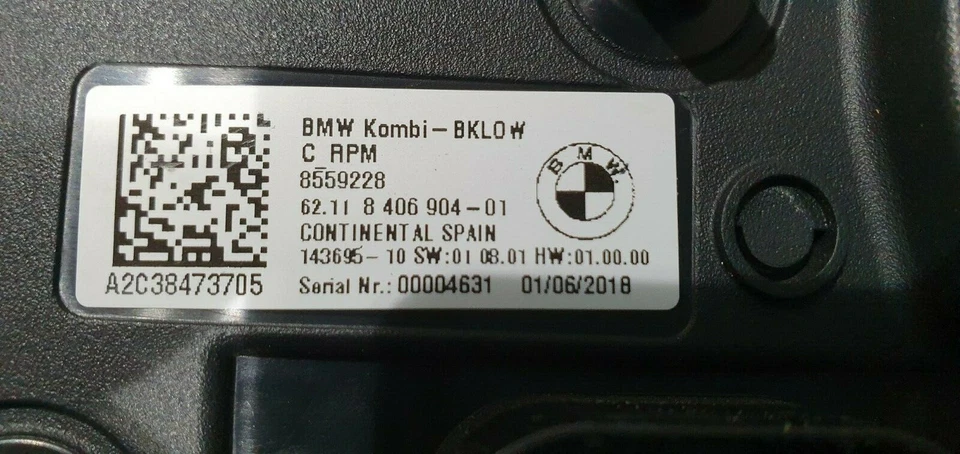 BMW Kombi-BKLOW
C_RPM
8559228
62.11 8 406 904-01
CONTINENTAL SPAIN
143695-10 SW:01 08.01 HW:01.00.00
Serial Nr.: 00004631 01/06/2018
A2C38473705
BMW